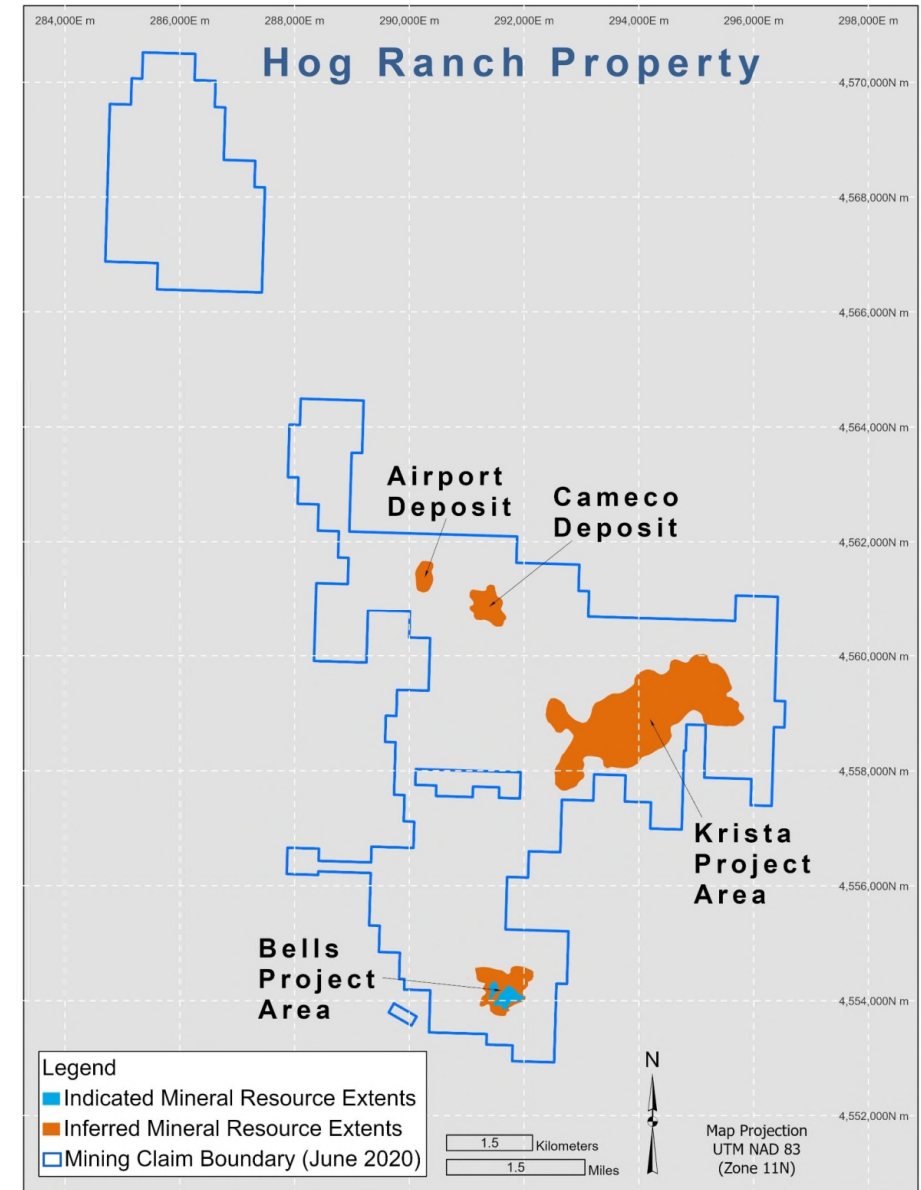 284,000E m
286,000E m
288,000E m
290,000E m
292,000E m
294,000E m
296,000E m
298,000E m
Hog Ranch Property
4,570,000N m
4,568,000N m
4,566,000N m
4,564,000N m
Airport
Deposit
Cameco
Deposit
4,562,000N m
4,560,000N m
4,558,000N m
Krista
Project
Area
4,556,000N m
Bells
Project
Area
4,554,000N m
Legend
Indicated Mineral Resource Extents
Inferred Mineral Resource Extents
Mining Claim Boundary (June 2020)
1.5 Kilometers
1.5 Miles
N
4,552,000N m
Map Projection
UTM NAD 83
(Zone 11N)